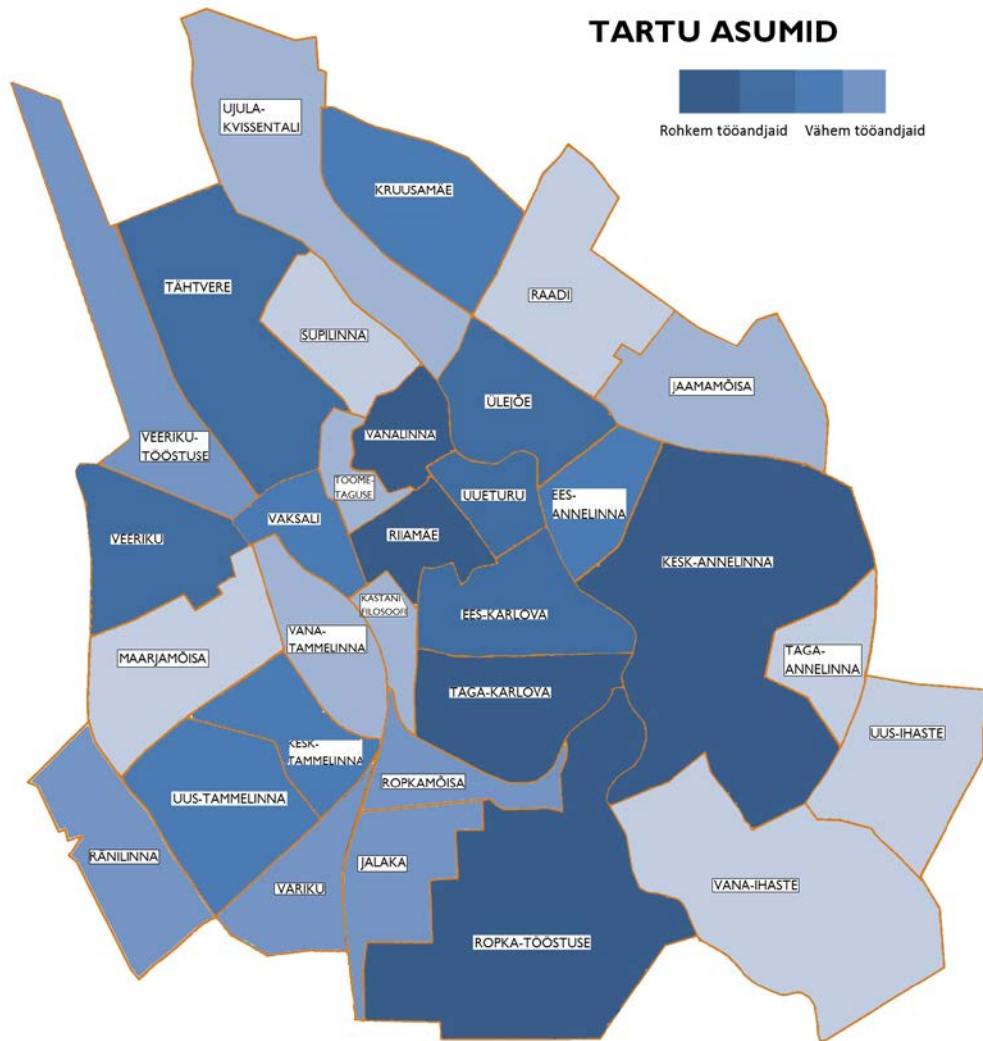 TARTU ASUMID
Rohkem tööandjaid Vähem tööandjaid
UJULA-
KVISSENTALI
KRUUSAMÄE
TÄHTVERE
RAADI
SUPILINNA
JAAMAMÕISA
ÜLEJÕE
VANALINNA
VEERIKU-
TÖÖSTUSE
TOOME-
TAGUSE
UUETURU
EES-
ANNELINNA
VAKSALI
VEERIKU
RIIAMÄE
KESK-ANNELINNA
KASTANI
FILOSOOFI
EES-KARLOVA
VANA-
TAMMELINNA
MAARJAMÕISA
TAGA-
ANNELINNA
TAGA-KARLOVA
UUS-IHASTE
KESK-
TAMMELINNA
ROPKAMÕISA
UUS-TAMMELINNA
RÄNILINNA
JALAKA
VARIKU
VANA-IHASTE
ROPKA-TÖÖSTUSE